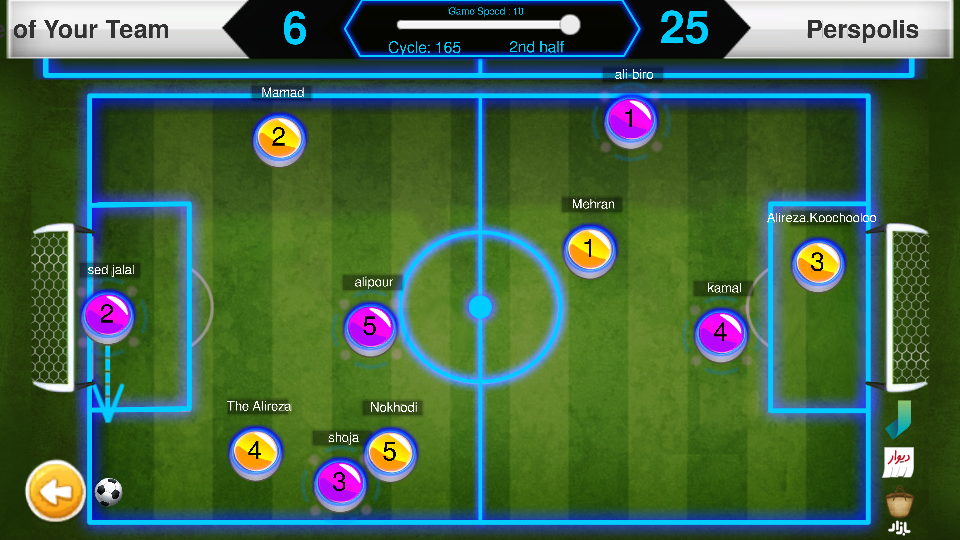 of Your Team
6
Game Speed : 10
Cycle: 165
2nd half
25
Perspolis
ali-biro
1
Mamad
2
Mehran
1
Alireza.Koochooloo
3
sed jalal
2
alipour
5
kamal
4
The Alireza
4
Nokhodi
5
shoja
3
دیوار
بازار